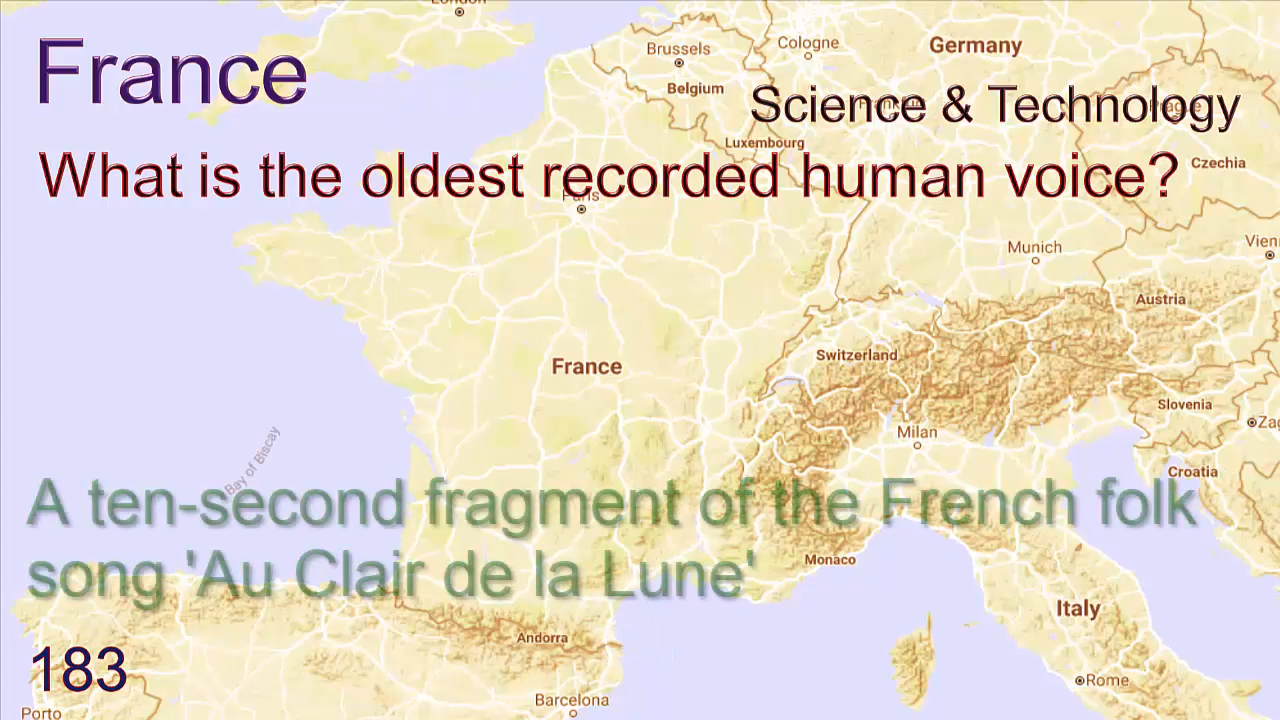 London
France
Brussels
Cologne
Germany
Belgium
Science & Technology
Prague
Luxembourg
What is the oldest recorded human voice?
Czechia
Paris
Munich
Vien
Austria
Switzerland
France
Slovenia
Milan
Zag
Bay of Biscay
Croatia
A ten-second fragment of the French folk
song 'Au Clair de la Lune'
Monaco
Italy
Andorra
183
Rome
Barcelona
Porto